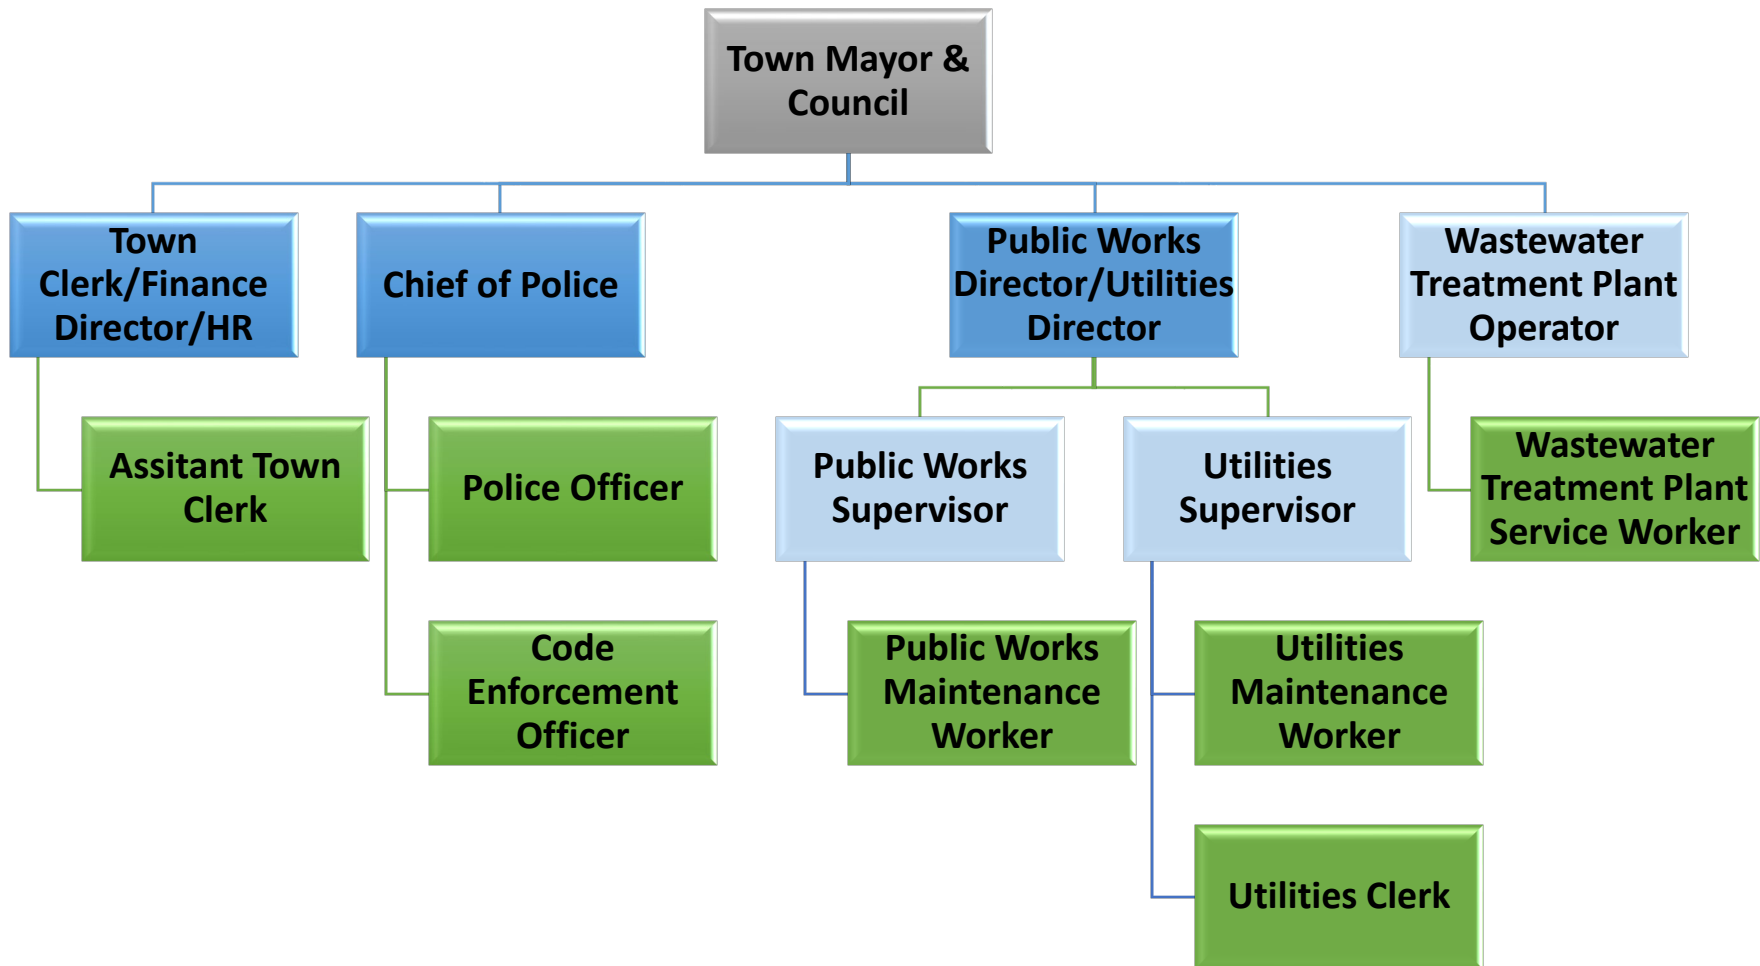 Town Mayor &
Council
Town
Clerk/Finance
Director/HR
Chief of Police
Public Works
Director/Utilities
Director
Wastewater
Treatment Plant
Operator
Assitant Town
Clerk
Police Officer
Public Works
Supervisor
Utilities
Supervisor
Wastewater
Treatment Plant
Service Worker
Code
Enforcement
Officer
Public Works
Maintenance
Worker
Utilities
Maintenance
Worker
Utilities Clerk